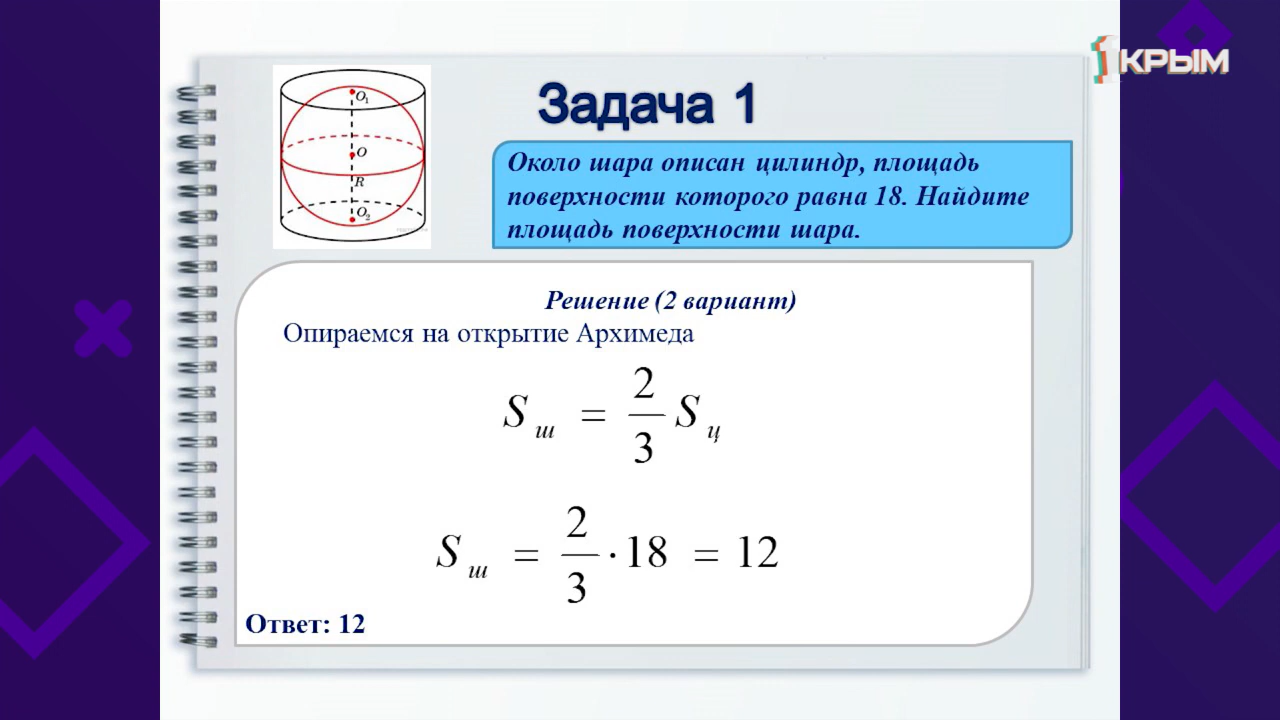 1КРЫМ
Задача 1
O₁
O
R
O₂
Около шара описан цилиндр, площадь
поверхности которого равна 18. Найдите
площадь поверхности шара.
Решение (2 вариант)
Опираемся на открытие Архимеда
S ш = 2/3 S ц
S ш = 2/3 · 18 = 12
Ответ: 12